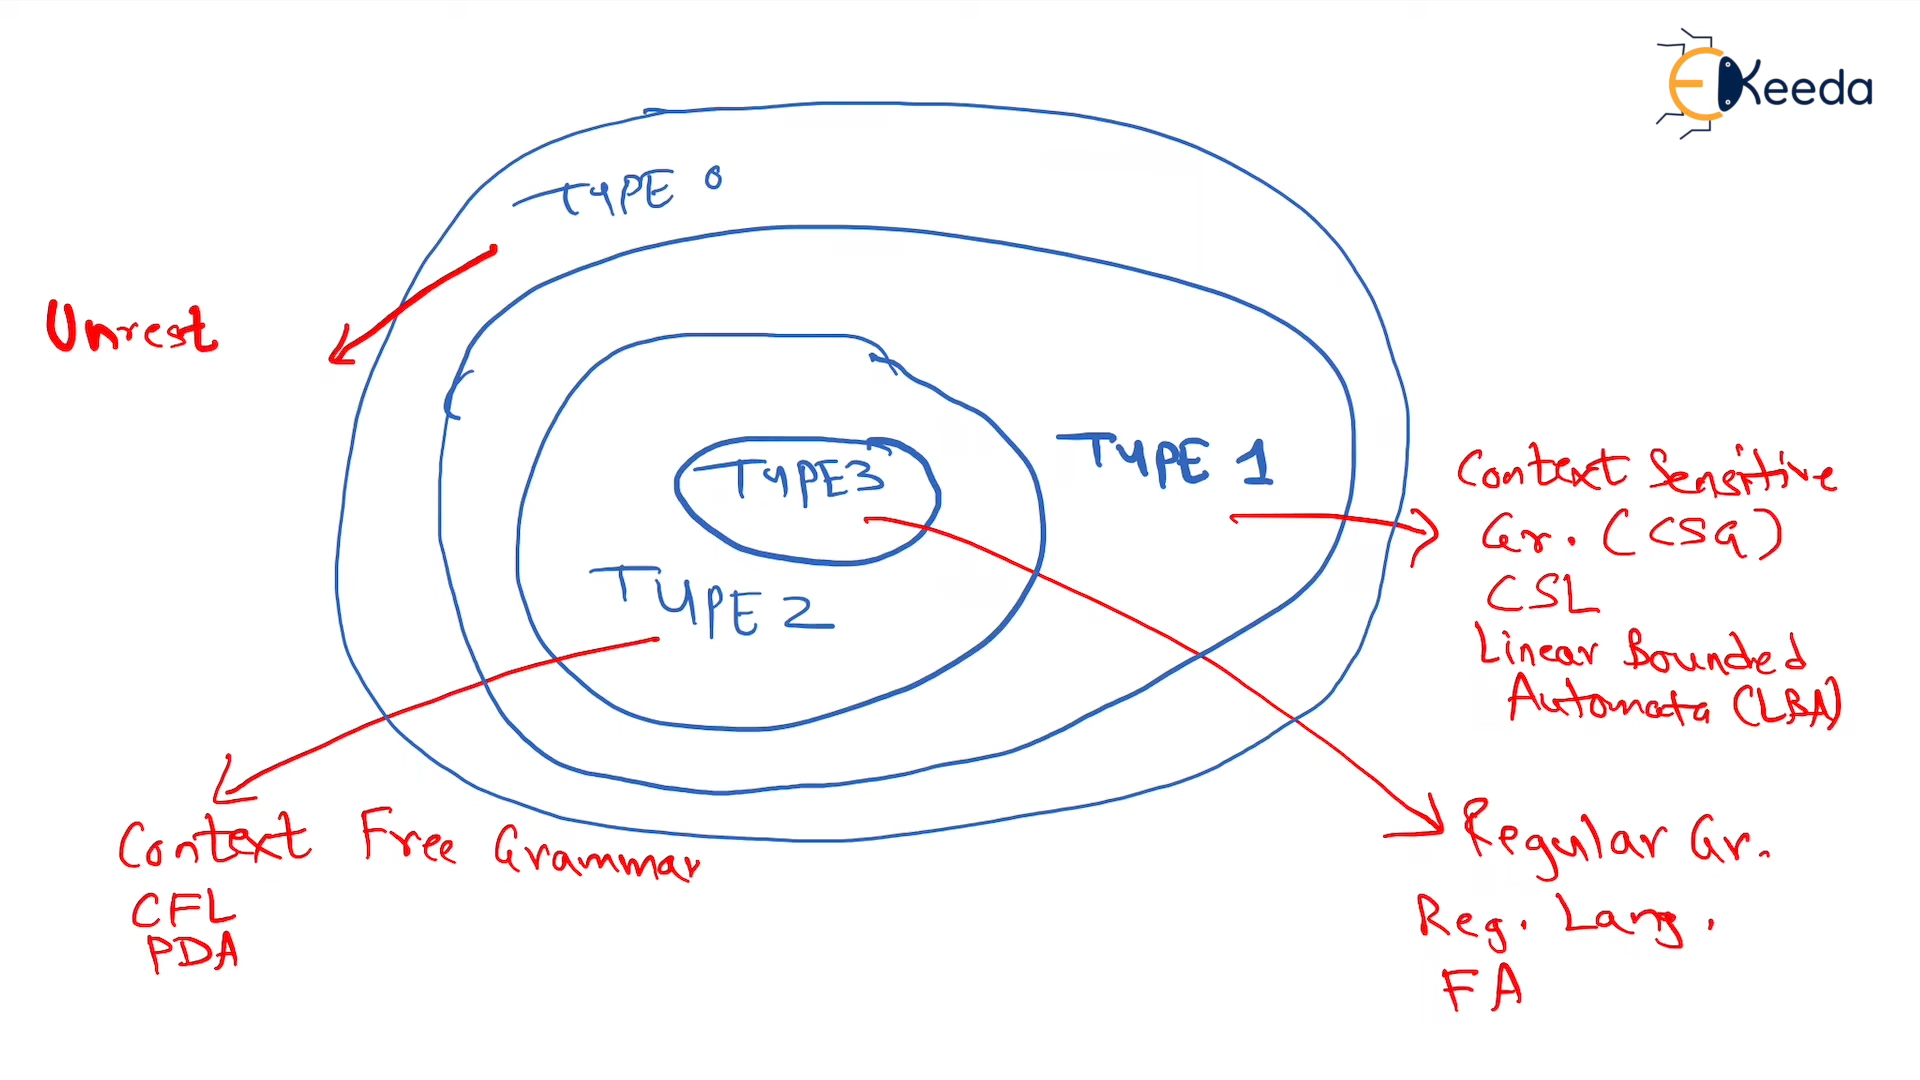 EKeeda
TYPE 0
Unrest
TYPE 1
TYPE3
TYPE 2
Context Sensitive
Gr. (CSG)
CSL
Linear Bounded
Automata (LBA)
Context Free Grammar
CFL
PDA
Regular Gr.
Reg. Lang.
FA